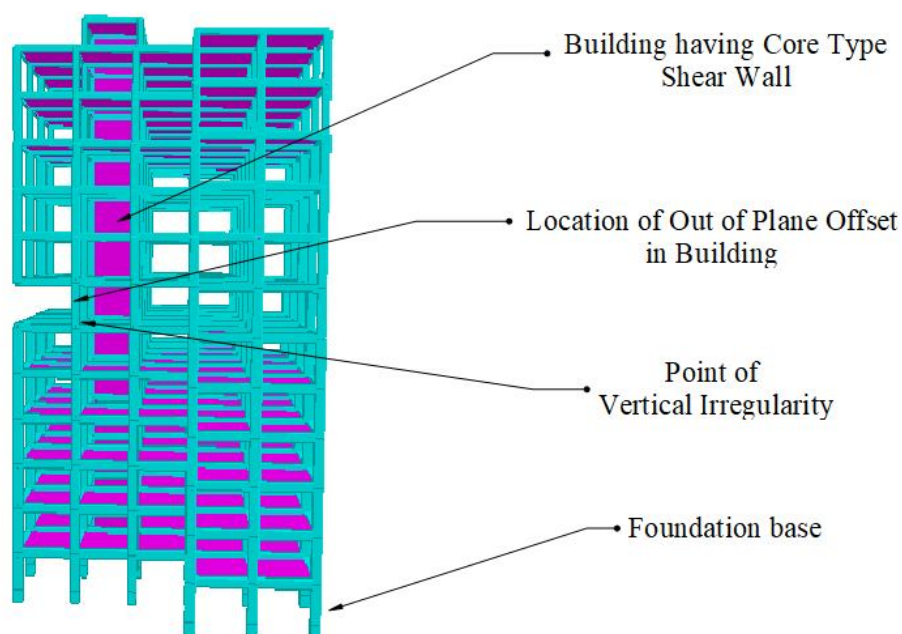 Building having Core Type
Shear Wall
Location of Out of Plane Offset
in Building
Point of
Vertical Irregularity
Foundation base